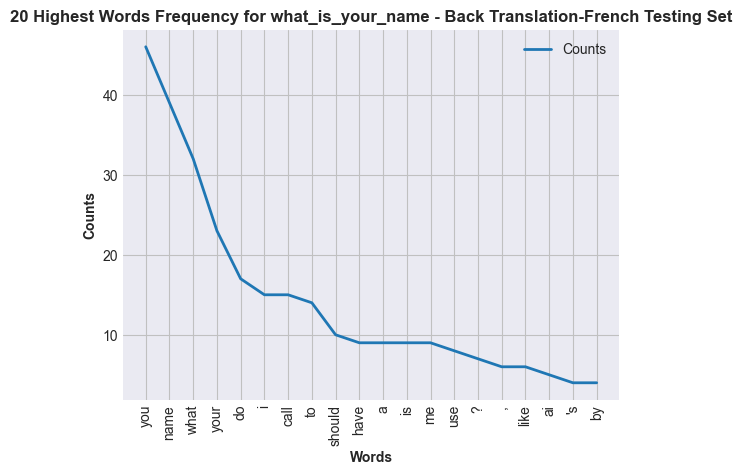 20 Highest Words Frequency for what_is_your_name - Back Translation-French Testing Set
Counts
Counts
40
30
20
10
you
name
what
your
do
i
call
to
should
have
a
is
me
use
?
,
like
ai
's
by
Words